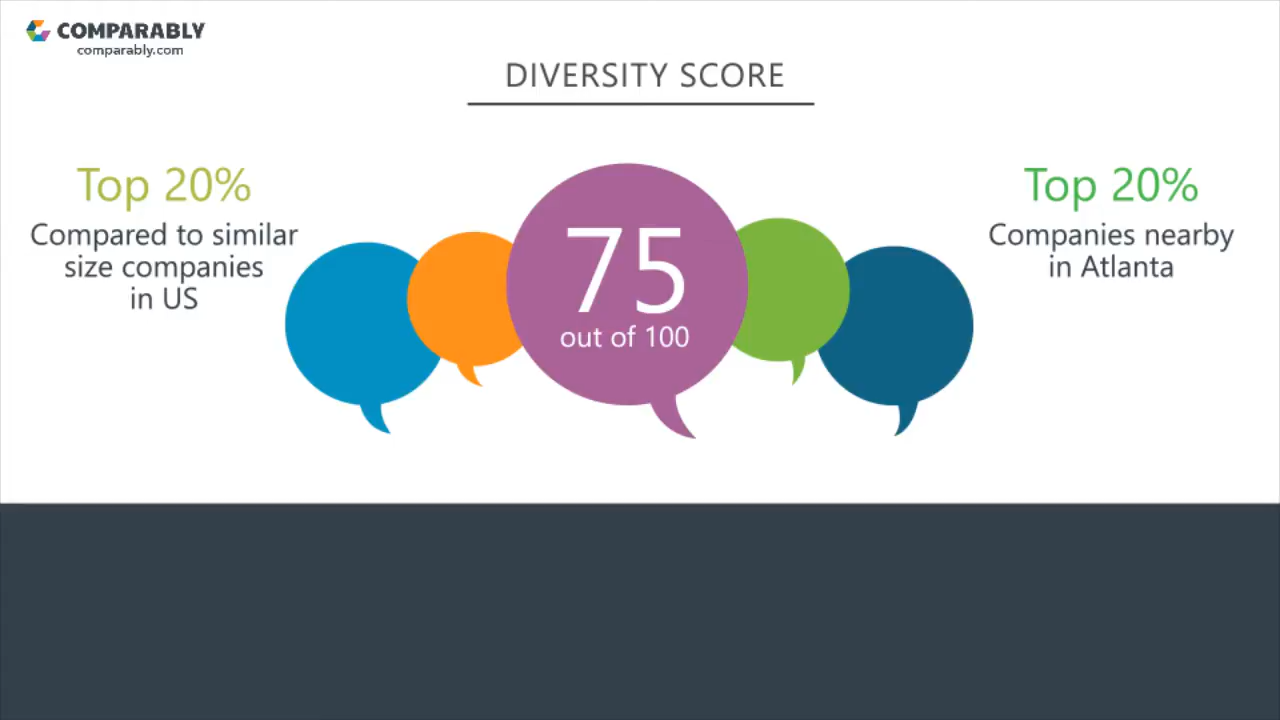 COMPARABLY
comparably.com
DIVERSITY SCORE
Top 20%
Compared to similar
size companies
in US
75
out of 100
Top 20%
Companies nearby
in Atlanta